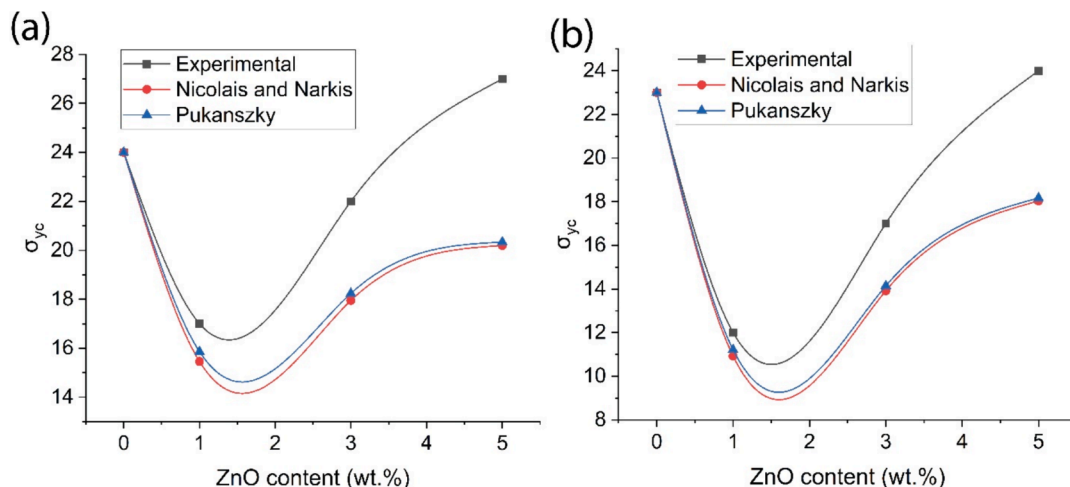 (a)
28
26
24
22
20
18
16
14
σyc
Experimental
Nicolais and Narkis
Pukanszky
0 1 2 3 4 5
ZnO content (wt.%)
(b)
24
22
20
18
16
14
12
10
8
σyc
Experimental
Nicolais and Narkis
Pukanszky
0 1 2 3 4 5
ZnO content (wt.%)